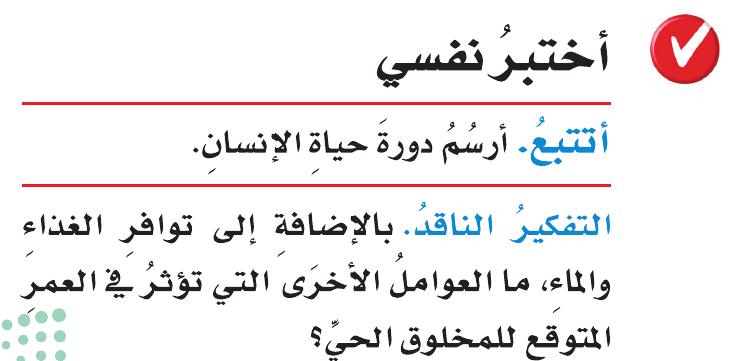 أختبرُ نفسي
أتتبعُ. أرسُمُ دورةَ حياةِ الإنسانِ.
التفكيرُ الناقدُ. بالإضافةِ إلى توافرِ الغذاءِ
والماءِ، ما العواملُ الأخرَى التي تؤثرُ في العمرِ
المتوقع للمخلوق الحيِّ؟